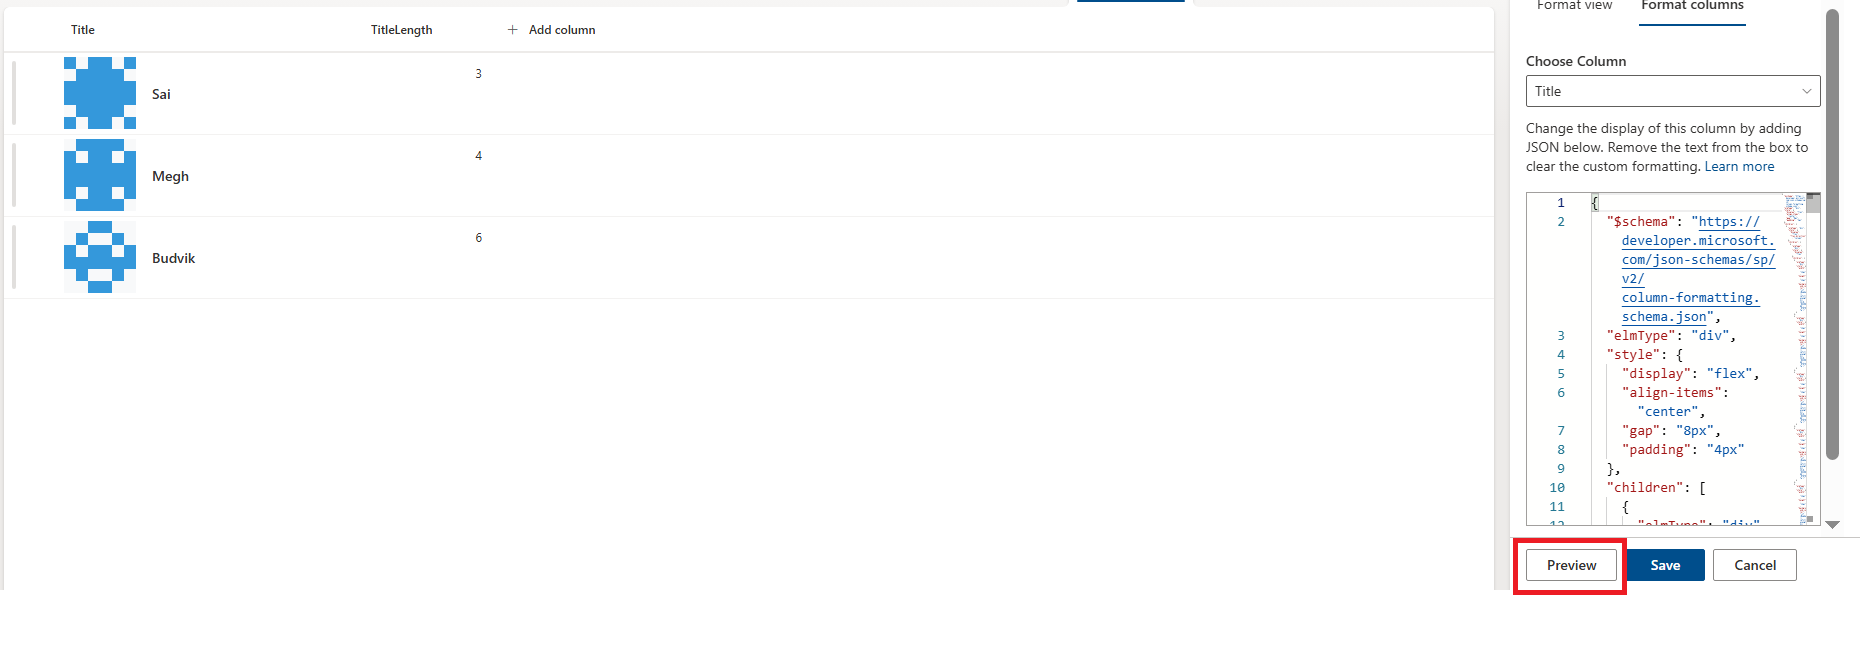 Format view
Format columns
Title
TitleLength
+ Add column
Sai
3
Megh
4
Budvik
6
Choose Column
Title
Change the display of this column by adding
JSON below. Remove the text from the box to
clear the custom formatting. Learn more
1 {
2 "$schema": "https://
developer.microsoft.
com/json-schemas/sp/
v2/
column-formatting.
schema.json",
3 "elmType": "div",
4 "style": {
5 "display": "flex",
6 "align-items":
"center",
7 "gap": "8px",
8 "padding": "4px"
9 },
10 "children": [
11 {
12 "elmType": "div"
Preview
Save
Cancel